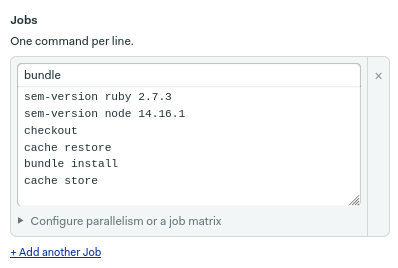 Jobs
One command per line.
bundle
sem-version ruby 2.7.3
sem-version node 14.16.1
checkout
cache restore
bundle install
cache store
Configure parallelism or a job matrix
+ Add another Job